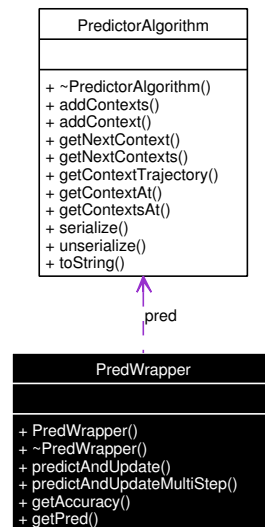 PredictorAlgorithm
+ ~PredictorAlgorithm()
+ addContexts()
+ addContext()
+ getNextContext()
+ getNextContexts()
+ getContextTrajectory()
+ getContextAt()
+ getContextsAt()
+ serialize()
+ unserialize()
+ toString()
pred
PredWrapper
+ PredWrapper()
+ ~PredWrapper()
+ predictAndUpdate()
+ predictAndUpdateMultiStep()
+ getAccuracy()
+ getPred()